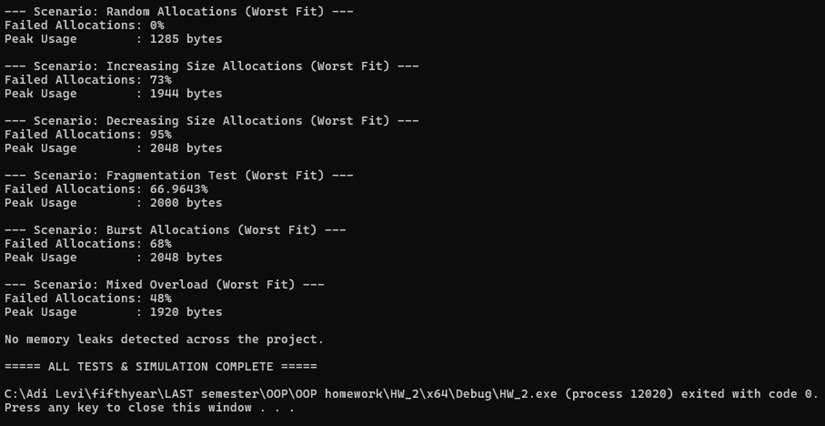 --- Scenario: Random Allocations (Worst Fit) ---
Failed Allocations: 0%
Peak Usage        : 1285 bytes
--- Scenario: Increasing Size Allocations (Worst Fit) ---
Failed Allocations: 73%
Peak Usage        : 1944 bytes
--- Scenario: Decreasing Size Allocations (Worst Fit) ---
Failed Allocations: 95%
Peak Usage        : 2048 bytes
--- Scenario: Fragmentation Test (Worst Fit) ---
Failed Allocations: 66.9643%
Peak Usage        : 2000 bytes
--- Scenario: Burst Allocations (Worst Fit) ---
Failed Allocations: 68%
Peak Usage        : 2048 bytes
--- Scenario: Mixed Overload (Worst Fit) ---
Failed Allocations: 48%
Peak Usage        : 1920 bytes
No memory leaks detected across the project.
===== ALL TESTS & SIMULATION COMPLETE =====
C:\Adi Levi\fifthyear\LAST semester\OOP\OOP homework\HW_2\x64\Debug\HW_2.exe (process 12020) exited with code 0.
Press any key to close this window . . .